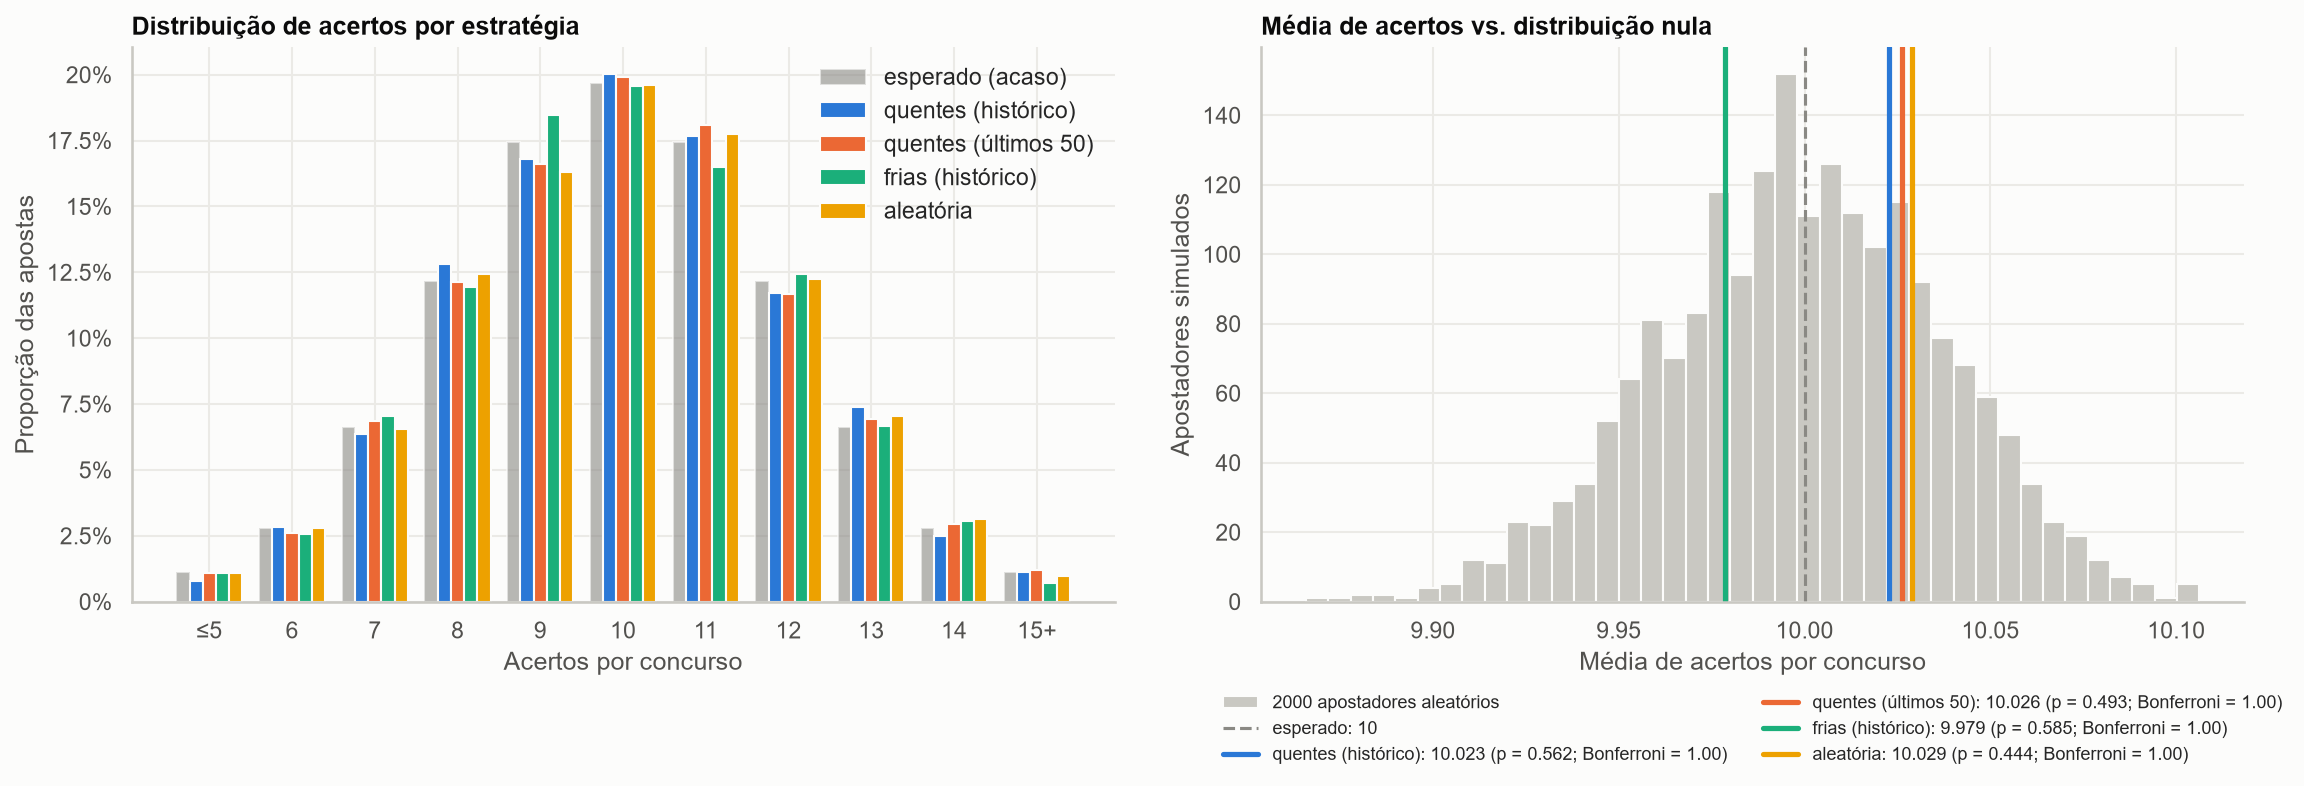 Distribuição de acertos por estratégia
20%
17.5%
15%
12.5%
10%
7.5%
5%
2.5%
0%
Proporção das apostas
esperado (acaso)
quentes (histórico)
quentes (últimos 50)
frias (histórico)
aleatória
≤5 6 7 8 9 10 11 12 13 14 15+
Acertos por concurso
Média de acertos vs. distribuição nula
140
120
100
80
60
40
20
0
Apostadores simulados
9.90 9.95 10.00 10.05 10.10
Média de acertos por concurso
2000 apostadores aleatórios
esperado: 10
quentes (histórico): 10.023 (p = 0.562; Bonferroni = 1.00)
quentes (últimos 50): 10.026 (p = 0.493; Bonferroni = 1.00)
frias (histórico): 9.979 (p = 0.585; Bonferroni = 1.00)
aleatória: 10.029 (p = 0.444; Bonferroni = 1.00)